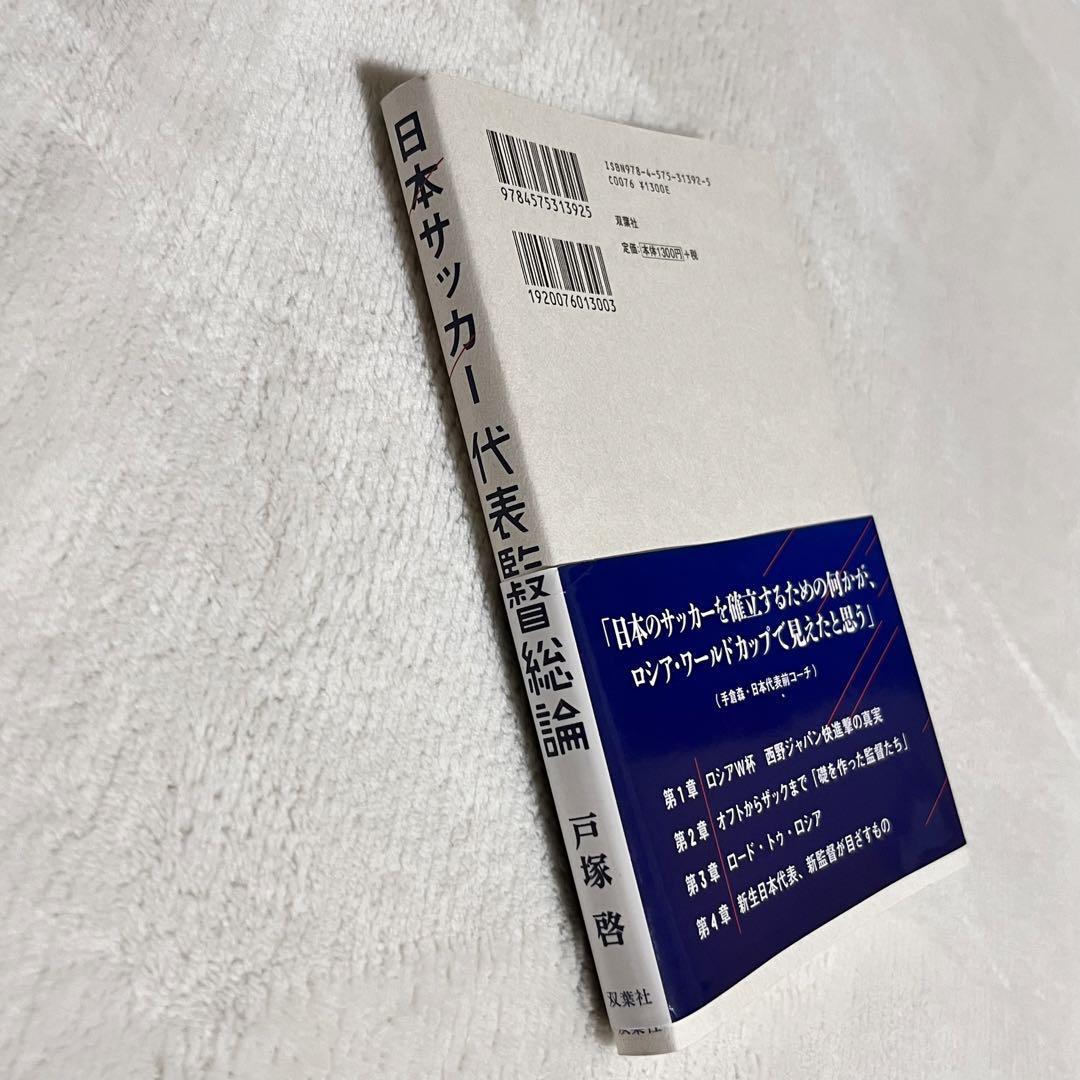 日本サッカー代表監督総論
戸塚啓
双葉社
双葉社
9784575313925
ISBN978-4-575-31392-5
C0076 ¥1300E
双葉社
定価:本体1300円+税
1920076013003
「日本のサッカーを確立するための何かが、
ロシア・ワールドカップで見えたと思う」
(手倉森・日本代表前コーチ)
第1章 ロシアW杯 西野ジャパン快進撃の真実
第2章 オフトからザックまで「礎を作った監督たち」
第3章 ロード・トゥ・ロシア
第4章 新生日本代表、新監督が目ざすもの